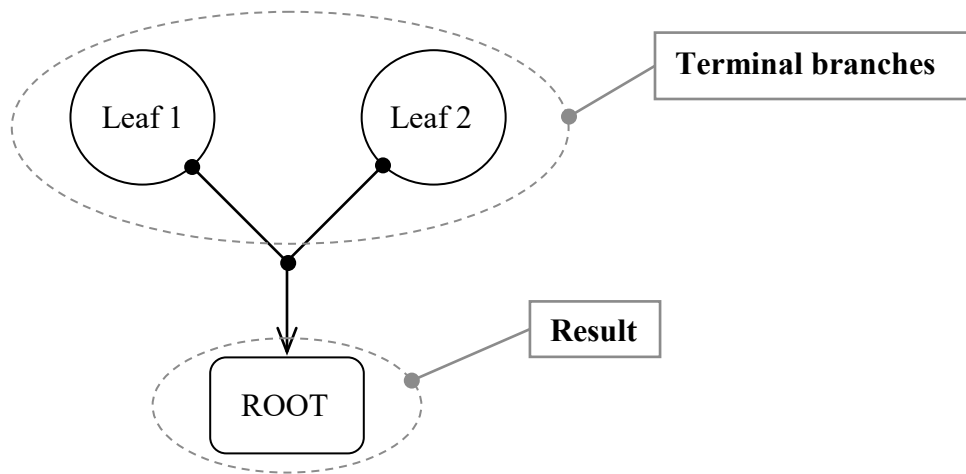 Terminal branches
Leaf 1
Leaf 2
Result
ROOT